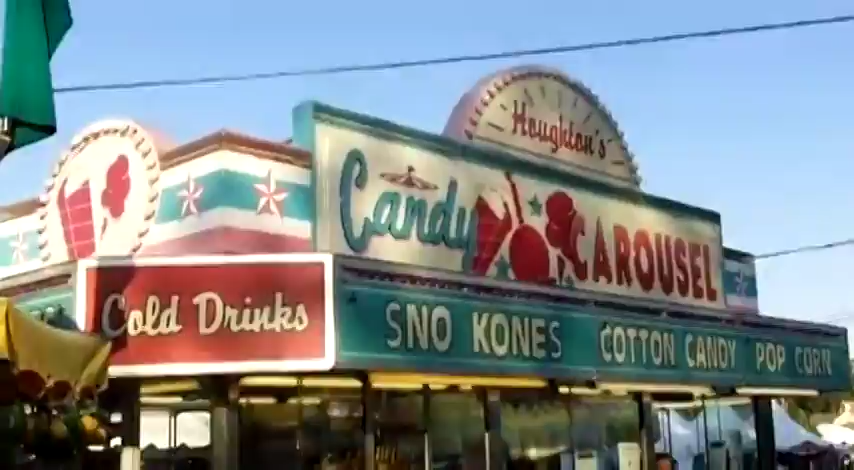 Houghton's
Candy CAROUSEL
Cold Drinks
SNO KONES COTTON CANDY POP CORN